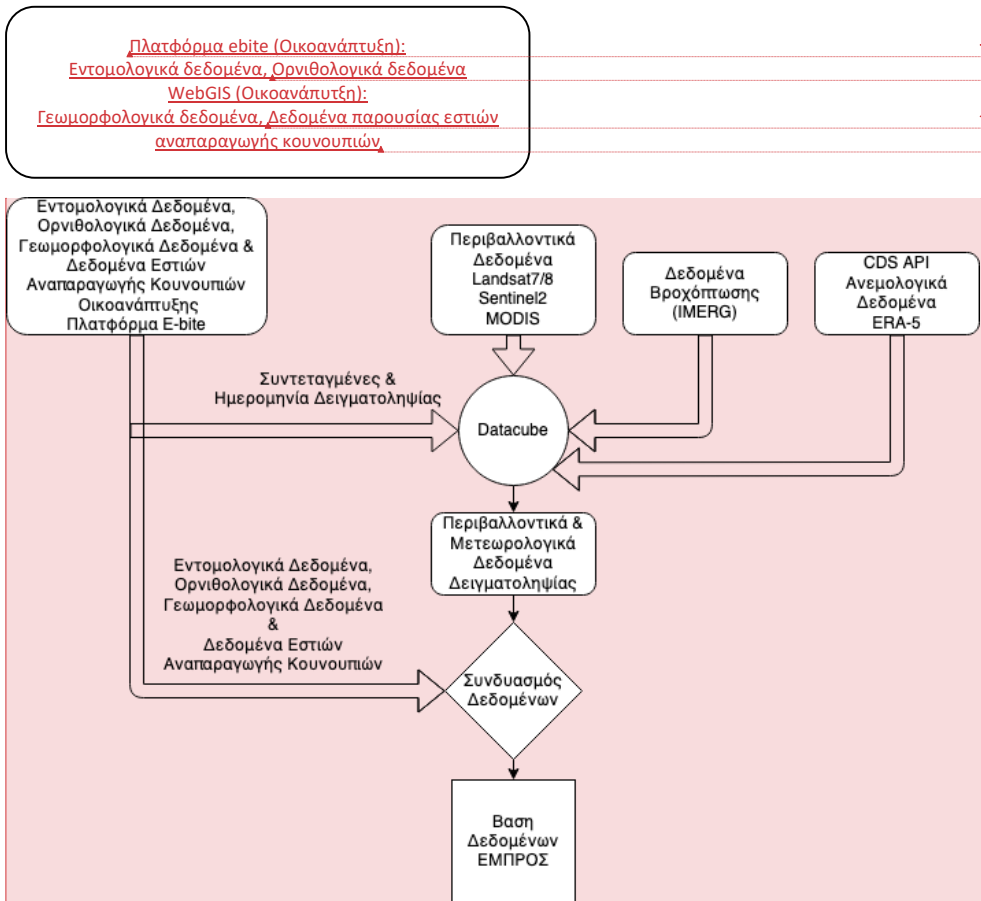 Πλατφόρμα ebite (Οικοανάπτυξη):
Εντομολογικά δεδομένα, Ορνιθολογικά δεδομένα
WebGIS (Οικοανάπυτξη):
Γεωμορφολογικά δεδομένα, Δεδομένα παρουσίας εστιών
αναπαραγωγής κουνουπιών
Εντομολογικά Δεδομένα,
Ορνιθολογικά Δεδομένα,
Γεωμορφολογικά Δεδομένα &
Δεδομένα Εστιών
Αναπαραγωγής Κουνουπιών
Οικοανάπτυξης
Πλατφόρμα E-bite
Περιβαλλοντικά
Δεδομένα
Landsat7/8
Sentinel2
MODIS
Δεδομένα
Βροχόπτωσης
(IMERG)
CDS API
Ανεμολογικά
Δεδομένα
ERA-5
Συντεταγμένες &
Ημερομηνία Δειγματοληψίας
Datacube
Περιβαλλοντικά &
Μετεωρολογικά
Δεδομένα
Δειγματοληψίας
Εντομολογικά Δεδομένα,
Ορνιθολογικά Δεδομένα,
Γεωμορφολογικά Δεδομένα
&
Δεδομένα Εστιών
Αναπαραγωγής Κουνουπιών
Συνδυασμός
Δεδομένων
Βαση
Δεδομένων
ΕΜΠΡΟΣ